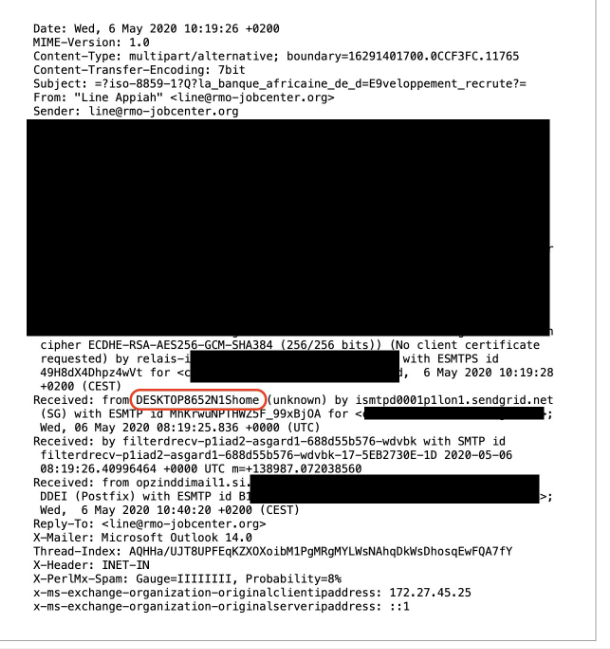 Date: Wed, 6 May 2020 10:19:26 +0200
MIME-Version: 1.0
Content-Type: multipart/alternative; boundary=16291401700.0CCF3FC.11765
Content-Transfer-Encoding: 7bit
Subject: =?iso-8859-1?Q?la_banque_africaine_de_d=E9veloppement_recrute?=
From: "Line Appiah" <line@rmo-jobcenter.org>
Sender: line@rmo-jobcenter.org
cipher ECDHE-RSA-AES256-GCM-SHA384 (256/256 bits)) (No client certificate
requested) by relais-i with ESMTPS id
49H8dX4Dhpz4wVt for <c d, 6 May 2020 10:19:28
+0200 (CEST)
Received: from DESKTOP8652N1Shome (unknown) by ismtpd0001p1lon1.sendgrid.net
(SG) with ESMTP id MhKrwuNPTHWZ5F_99xBjOA for < >;
Wed, 06 May 2020 08:19:25.836 +0000 (UTC)
Received: by filterdrecv-p1iad2-asgard1-688d55b576-wdvbk with SMTP id
filterdrecv-p1iad2-asgard1-688d55b576-wdvbk-17-5EB2730E-1D 2020-05-06
08:19:26.40996464 +0000 UTC m=+138987.072038560
Received: from opzinddimail1.si.
DDEI (Postfix) with ESMTP id B1 >;
Wed, 6 May 2020 10:40:20 +0200 (CEST)
Reply-To: <line@rmo-jobcenter.org>
X-Mailer: Microsoft Outlook 14.0
Thread-Index: AQHHa/UJT8UPFEqKZXOXoibM1PgMRgMYLWsNAhqDkWsDhosqEwFQA7fY
X-Header: INET-IN
X-PerlMx-Spam: Gauge=IIIIIIII, Probability=8%
x-ms-exchange-organization-originalclientipaddress: 172.27.45.25
x-ms-exchange-organization-originalserveripaddress: ::1